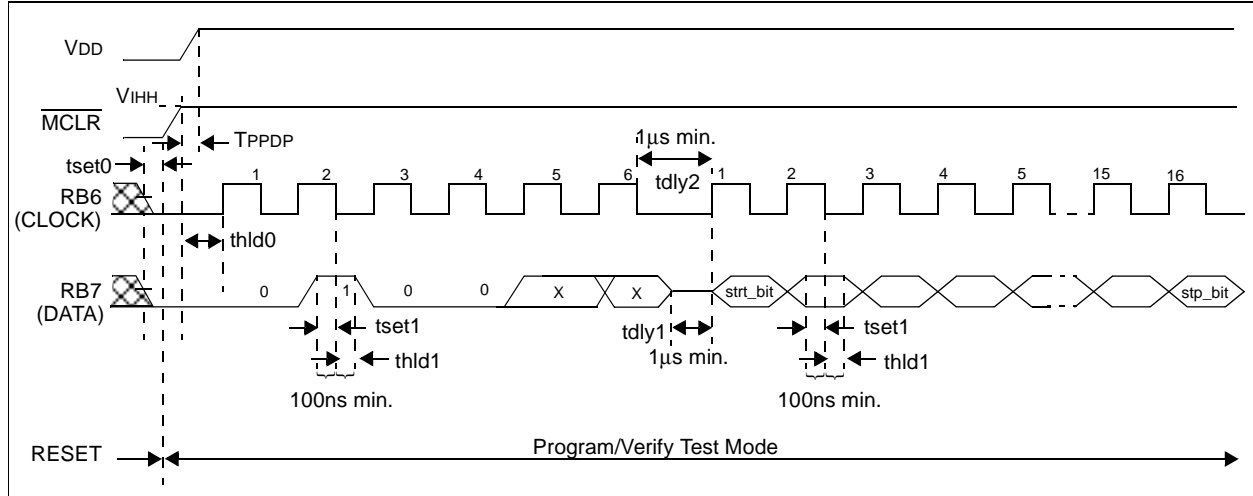 VDD
VIHH
MCLR
TPPDP
1µs min.
tset0
tdly2
1 2 3 4 5 6 1 2 3 4 5 15 16
RB6
(CLOCK)
thld0
RB7
(DATA)
0 1 0 0 X X strt_bit stp_bit
tset1 tdly1 tset1
thld1 1µs min. thld1
100ns min. 100ns min.
RESET Program/Verify Test Mode